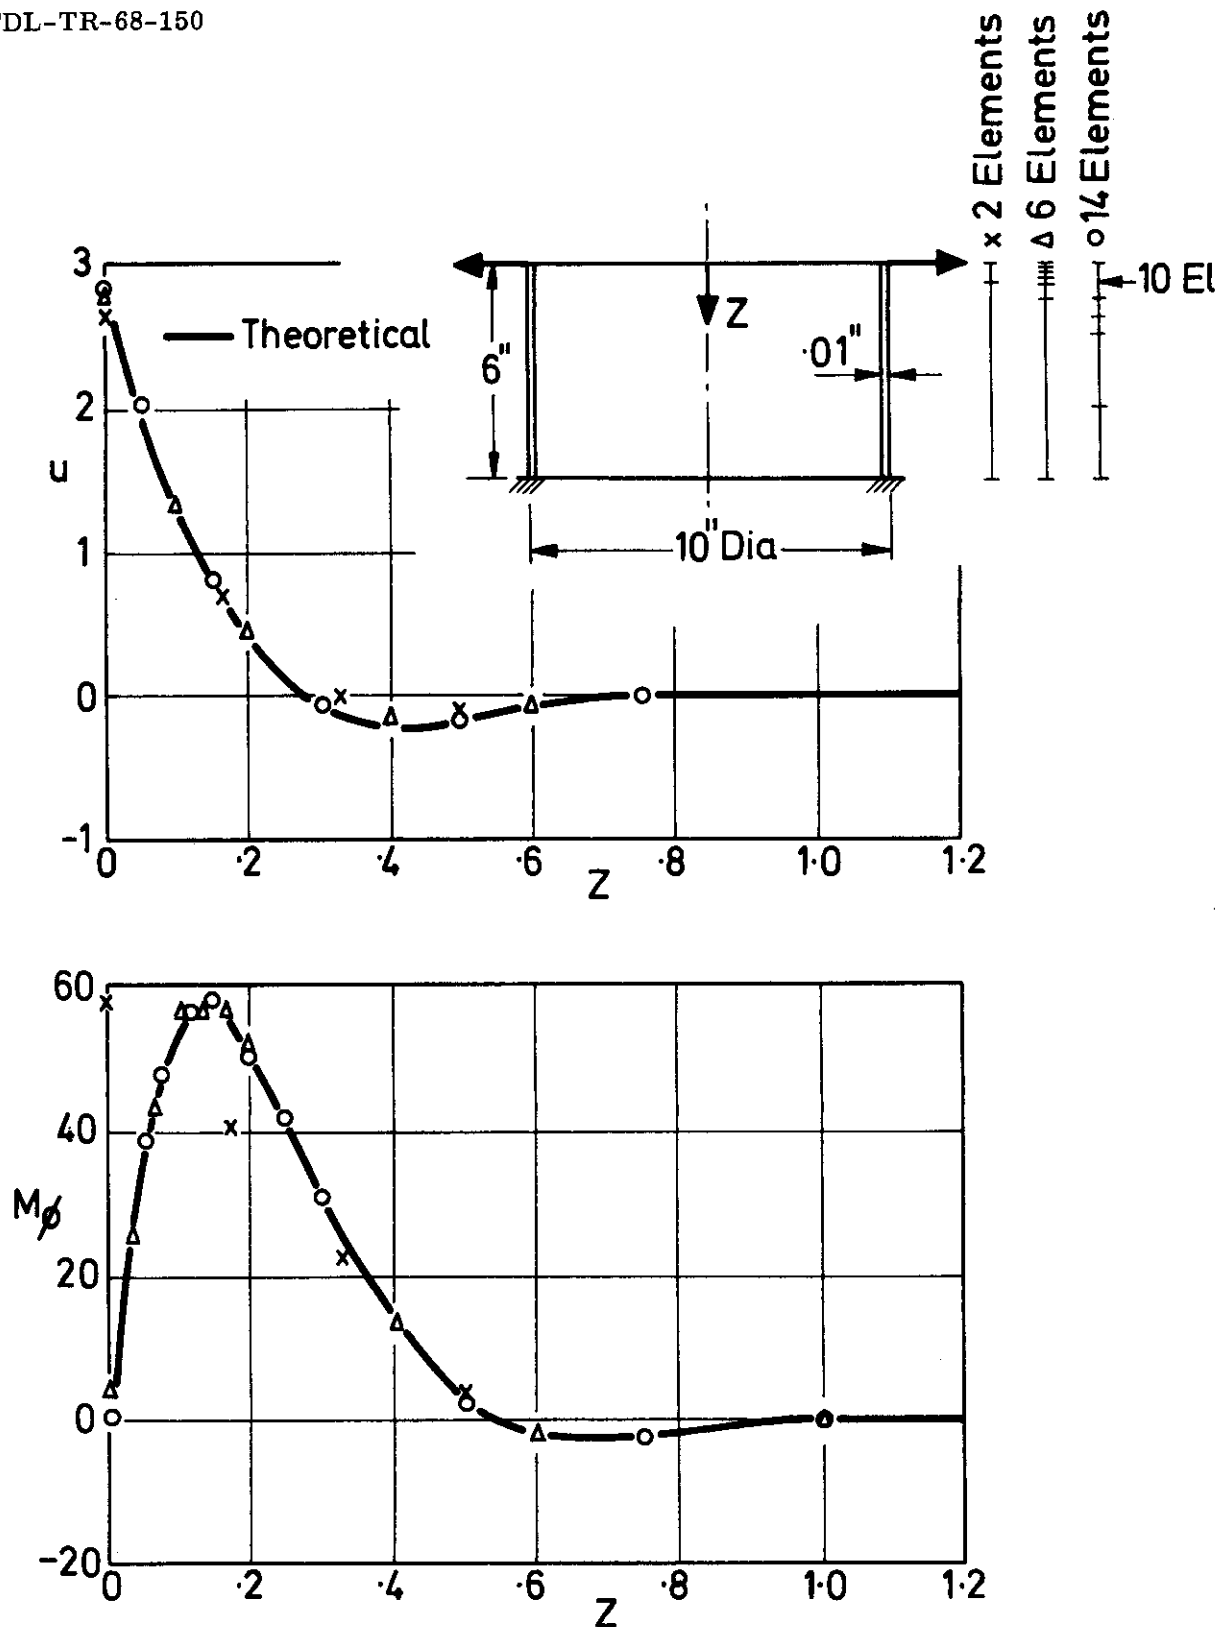 DL-TR-68-150
× 2 Elements
Δ 6 Elements
o 14 Elements
10 El
3
2
1
0
-1
u
Theoretical
Z
6"
·01"
10" Dia
0 ·2 ·4 ·6 ·8 1·0 1·2
Z
60
40
20
0
-20
Mϕ
0 ·2 ·4 ·6 ·8 1·0 1·2
Z